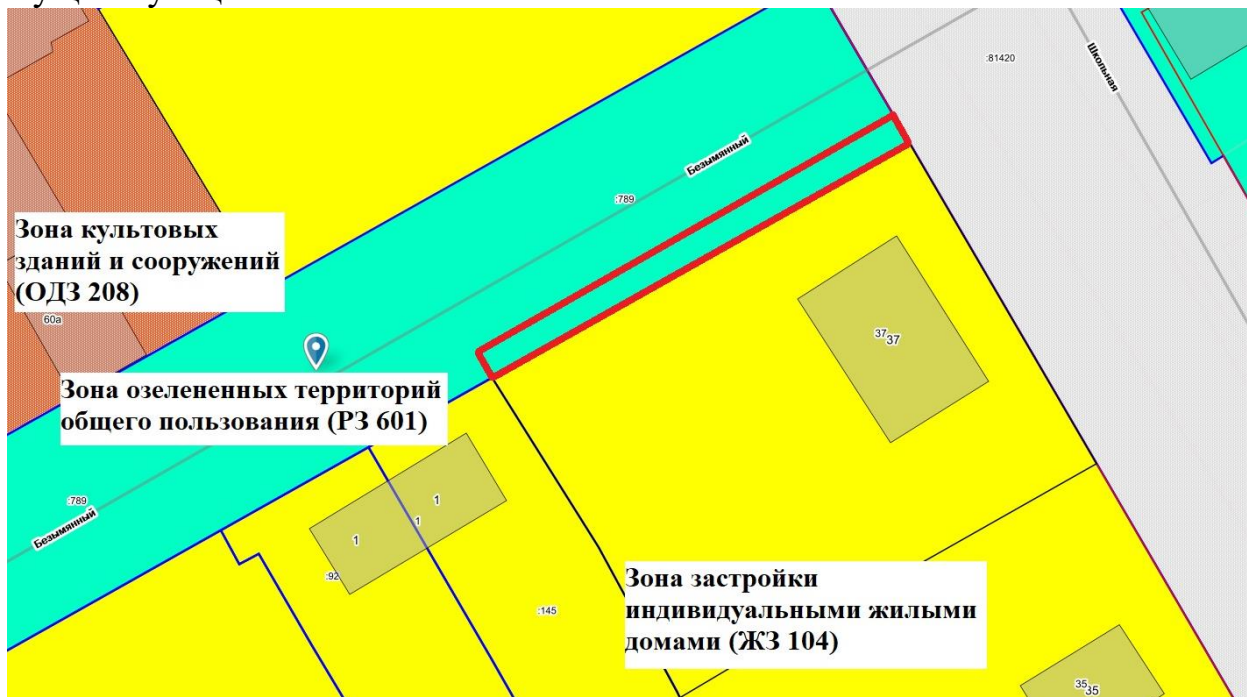 :81420
Школьная
Безымянный
:789
Зона культовых
зданий и сооружений
(ОДЗ 208)
60а
37
37
Зона озелененных территорий
общего пользования (РЗ 601)
:789
Безымянный
1
1
1
:92
:145
Зона застройки
индивидуальными жилыми
домами (ЖЗ 104)
35
35